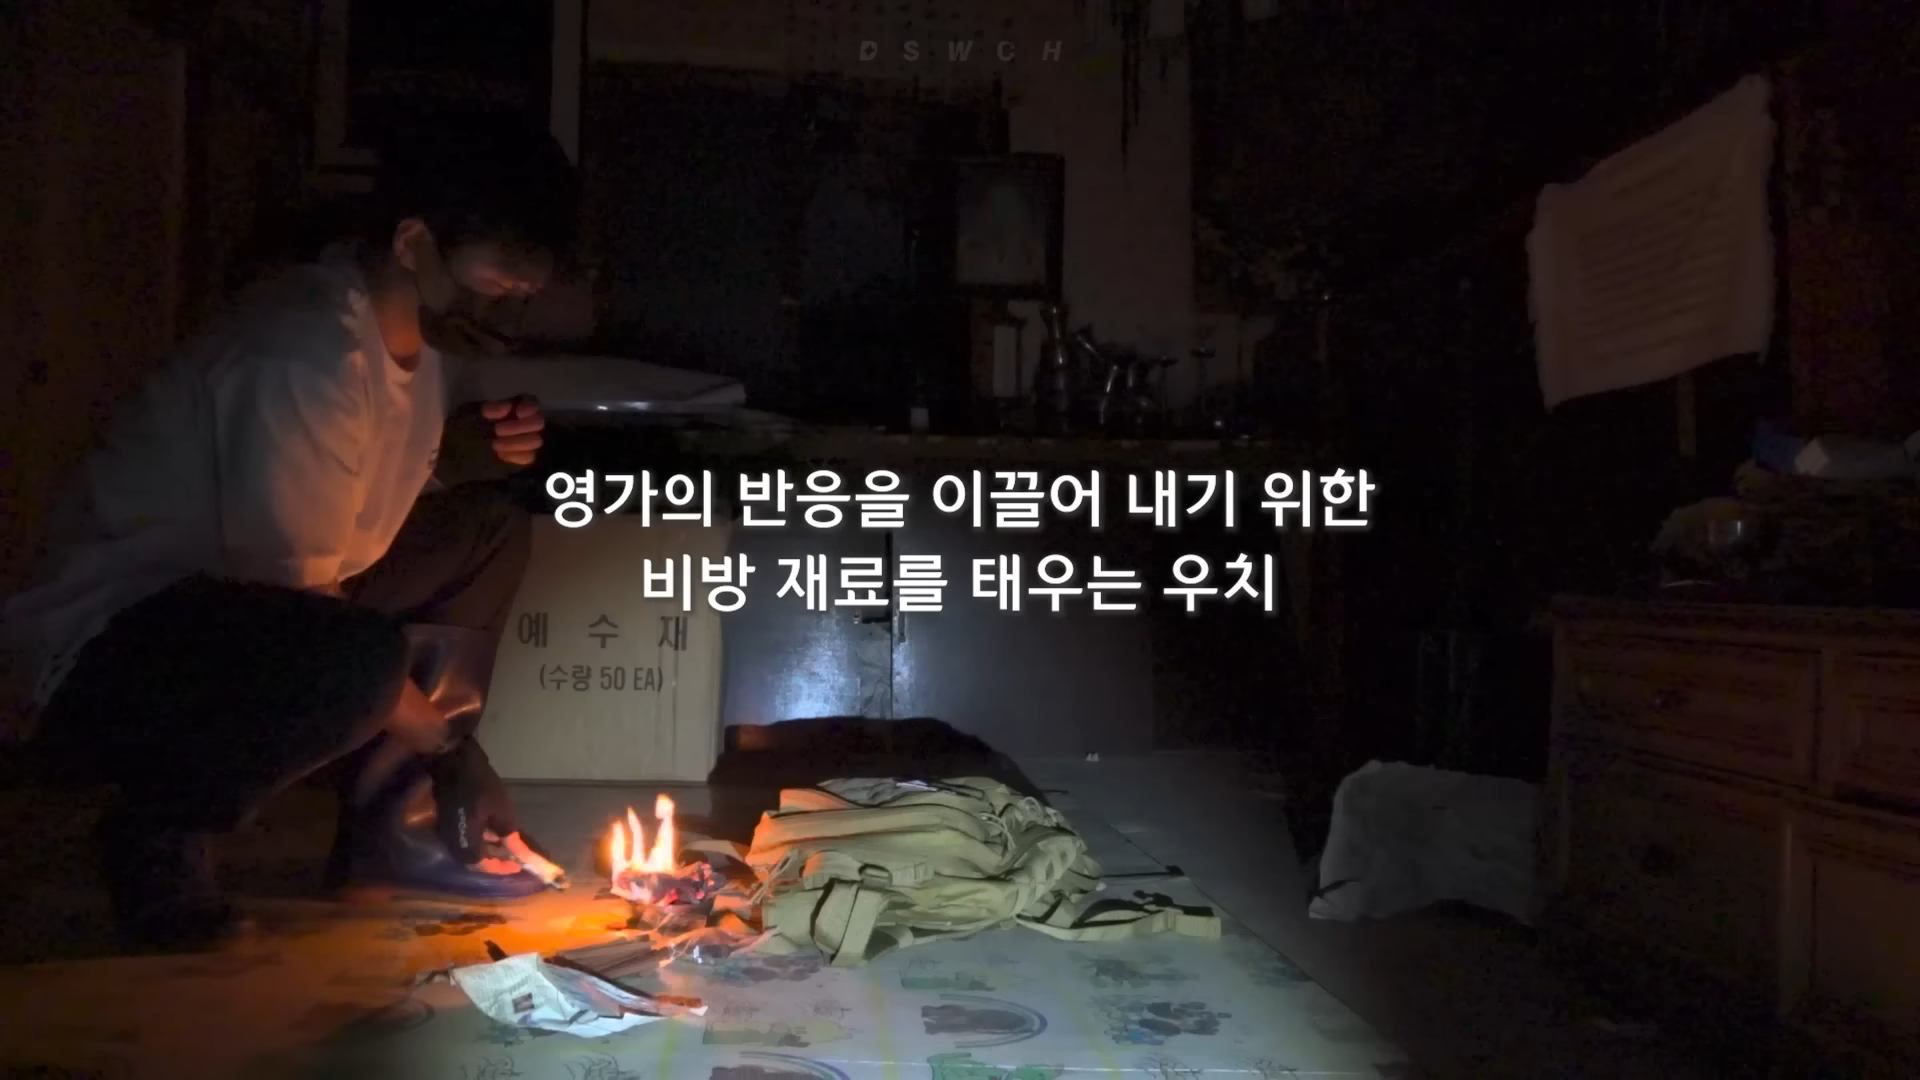 DSWCH
영가의 반응을 이끌어 내기 위한
비방 재료를 태우는 우치
예 수 재
(수량 50 EA)